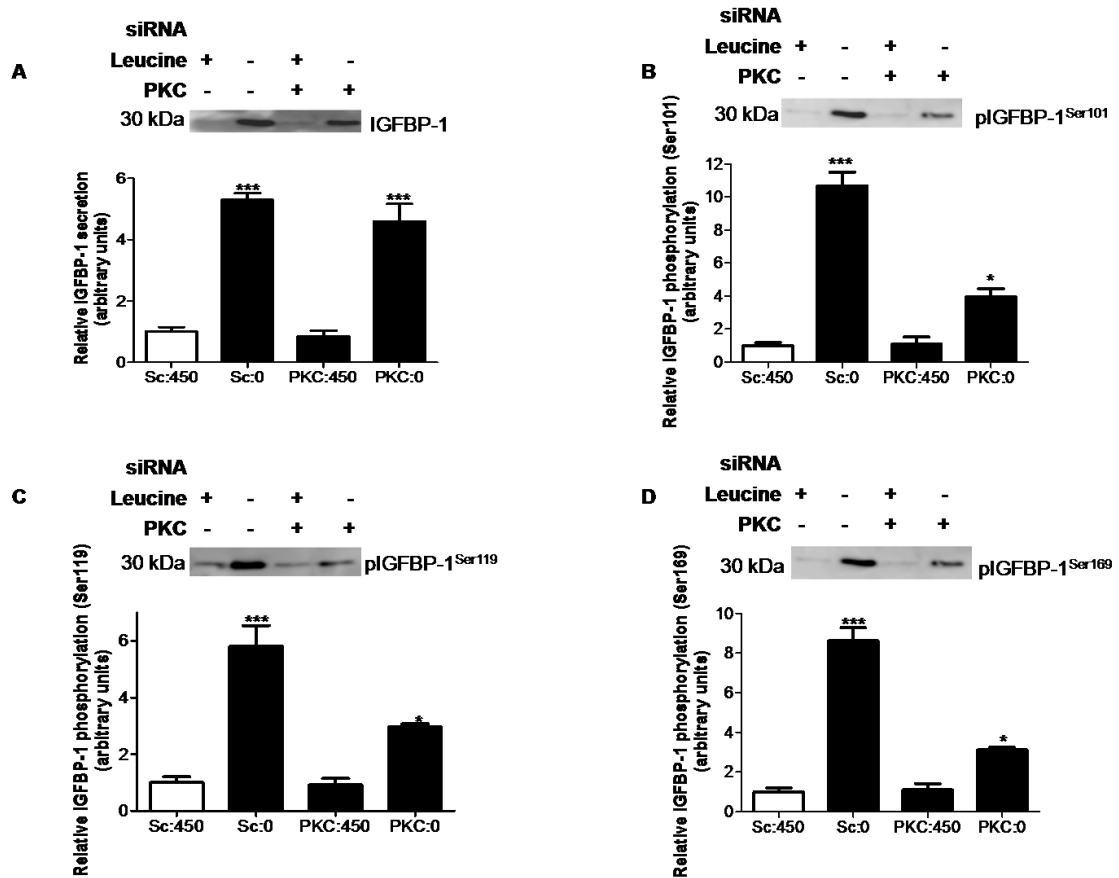 A
siRNA
Leucine + - + -
PKC - - + +
30 kDa IGFBP-1
Relative IGFBP-1 secretion
(arbitrary units)
6
4
2
0
*** ***
Sc:450 Sc:0 PKC:450 PKC:0
B
siRNA
Leucine + - + -
PKC - - + +
30 kDa pIGFBP-1Ser101
Relative IGFBP-1 phosphorylation (Ser101)
(arbitrary units)
12
10
8
6
4
2
0
*** *
Sc:450 Sc:0 PKC:450 PKC:0
C
siRNA
Leucine + - + -
PKC - - + +
30 kDa pIGFBP-1Ser119
Relative IGFBP-1 phosphorylation (Ser119)
(arbitrary units)
6
4
2
0
*** *
Sc:450 Sc:0 PKC:450 PKC:0
D
siRNA
Leucine + - + -
PKC - - + +
30 kDa pIGFBP-1Ser169
Relative IGFBP-1 phosphorylation (Ser169)
(arbitrary units)
10
8
6
4
2
0
*** *
Sc:450 Sc:0 PKC:450 PKC:0